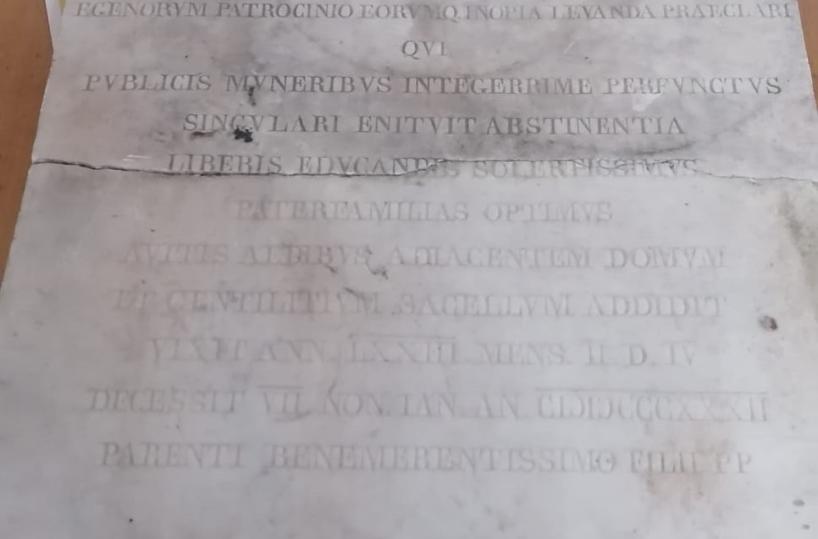 EGENORVM PATROCINIO EORVMQ INOPIA LEVANDA PRAECLARI
QVI
PVBLICIS MVNERIBVS INTEGERRIME PERFVNCTVS
SINGVLARI ENITVIT ABSTINENTIA
LIBERIS EDVCANDIS SOLERTISSIMVS
PATERFAMILIAS OPTIMVS
AVITIS AEDIBVS ADIACENTEM DOMVM
ET GENTILITIVM SACELLVM ADDIDIT
VIXIT ANN. LXXIII MENS. II D. IV
DECESSIT VII NON. IAN. AN
PARENTI BENEMERENTISSIMO FILII PP